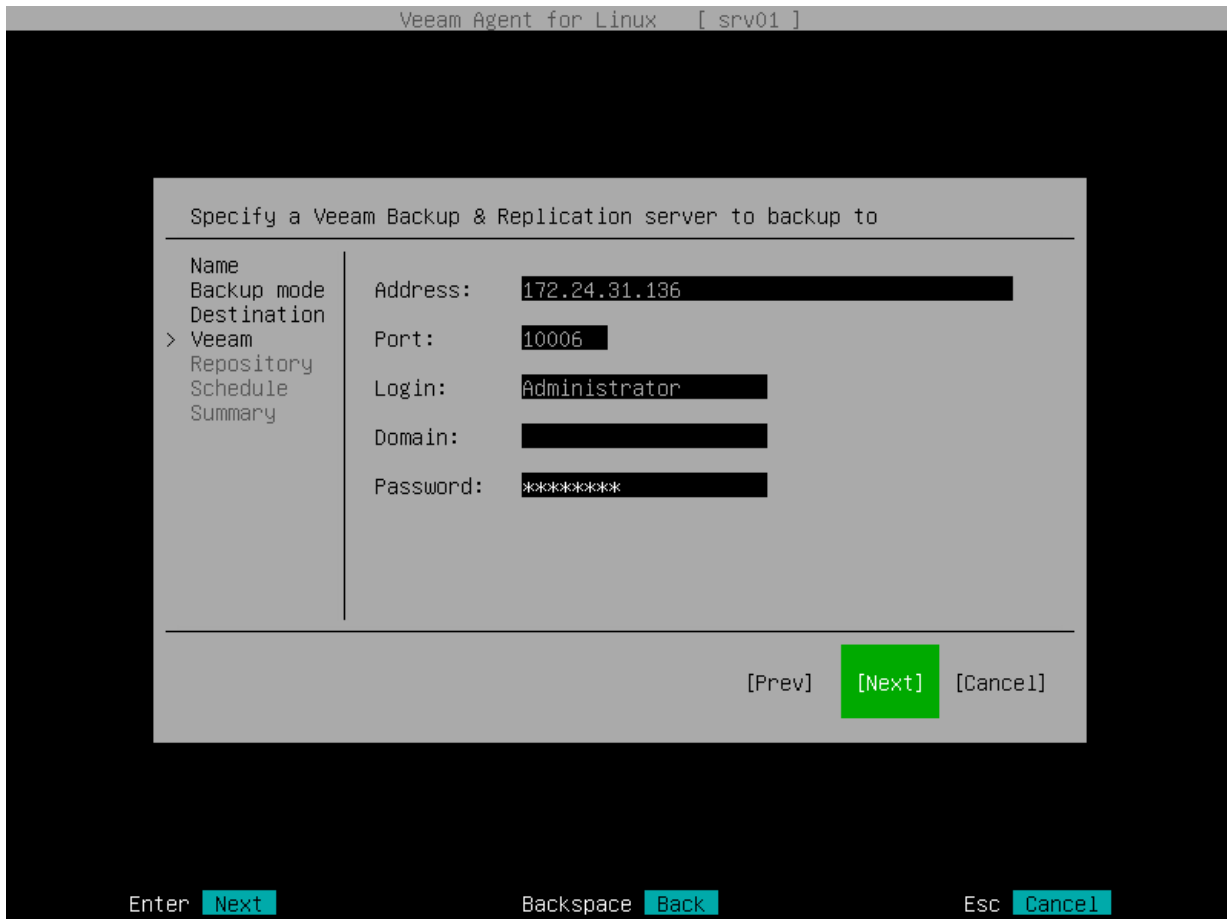 Veeam Agent for Linux [ srv01 ]
Specify a Veeam Backup & Replication server to backup to
Name
Backup mode
Destination
> Veeam
Repository
Schedule
Summary
Address: 172.24.31.136
Port: 10006
Login: Administrator
Domain:
Password: ********
[Prev] [Next] [Cancel]
Enter Next Backspace Back Esc Cancel